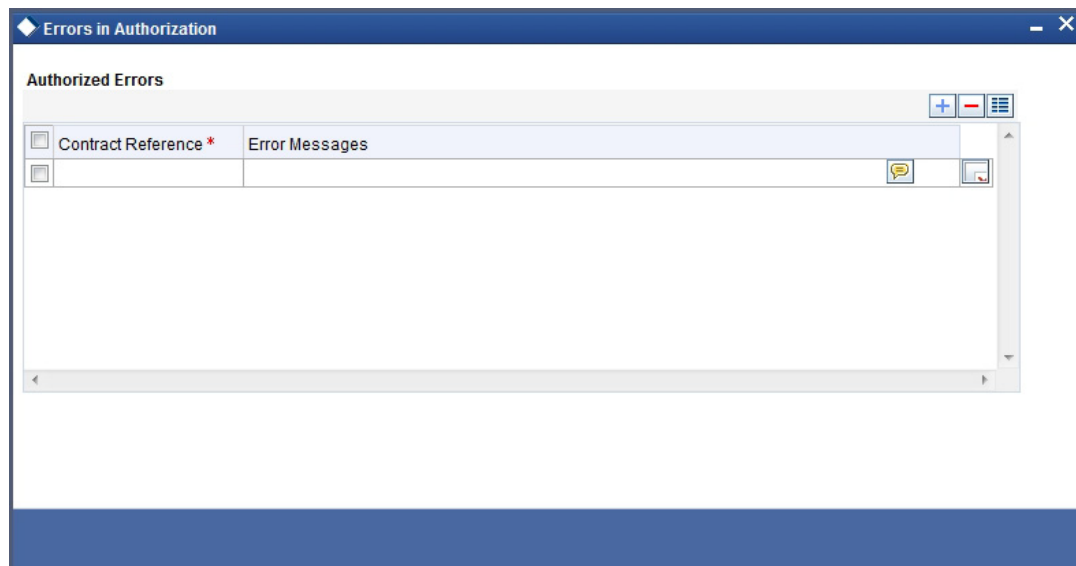 Errors in Authorization
Authorized Errors
Contract Reference * Error Messages